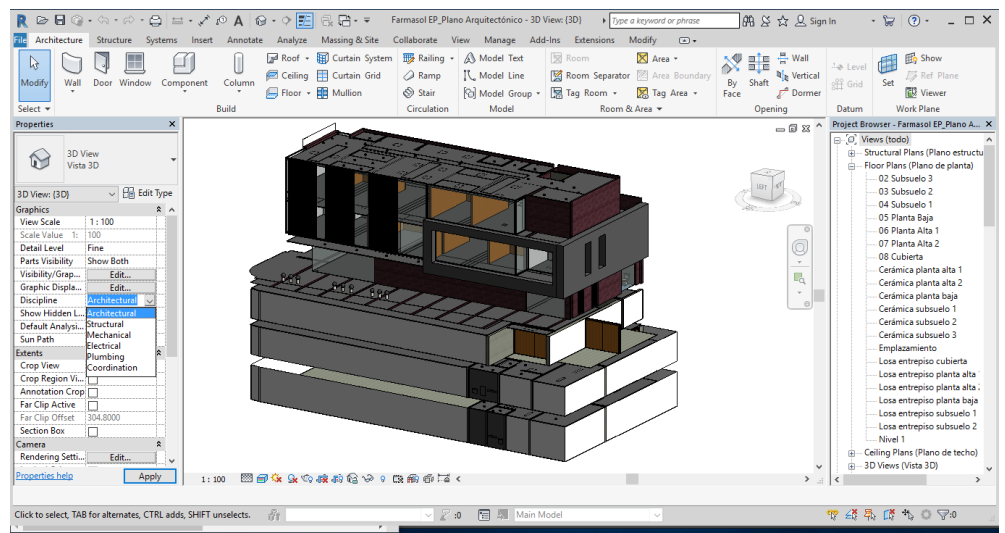 Farmasol EP_Plano Arquitectónico - 3D View: {3D}
Type a keyword or phrase
Sign In
File Architecture Structure Systems Insert Annotate Analyze Massing & Site Collaborate View Manage Add-Ins Extensions Modify
Modify
Wall
Door
Window
Component
Column
Roof
Ceiling
Floor
Curtain System
Curtain Grid
Mullion
Railing
Ramp
Stair
Model Text
Model Line
Model Group
Room
Room Separator
Tag Room
Area
Area Boundary
Tag Area
By Face
Shaft
Wall
Vertical
Dormer
Level
Grid
Set
Show
Ref Plane
Viewer
Select
Build
Circulation
Model
Room & Area
Opening
Datum
Work Plane
Properties
3D View
Vista 3D
3D View: {3D}
Edit Type
Graphics
View Scale 1 : 100
Scale Value 1: 100
Detail Level Fine
Parts Visibility Show Both
Visibility/Grap... Edit...
Graphic Displa... Edit...
Discipline Architectural
Show Hidden L... Architectural
Structural
Default Analysi... Mechanical
Sun Path Electrical
Extents Plumbing
Crop View Coordination
Crop Region Vi...
Annotation Crop
Far Clip Active
Far Clip Offset 304.8000
Section Box
Camera
Rendering Setti... Edit...
Properties help
Apply
LEFT
1 : 100
Project Browser - Farmasol EP_Plano A...
Views (todo)
Structural Plans (Plano estructu
Floor Plans (Plano de planta)
02 Subsuelo 3
03 Subsuelo 2
04 Subsuelo 1
05 Planta Baja
06 Planta Alta 1
07 Planta Alta 2
08 Cubierta
Cerámica planta alta 1
Cerámica planta alta 2
Cerámica planta baja
Cerámica subsuelo 1
Cerámica subsuelo 2
Cerámica subsuelo 3
Emplazamiento
Losa entrepiso cubierta
Losa entrepiso planta alta
Losa entrepiso planta alta
Losa entrepiso planta baja
Losa entrepiso subsuelo 1
Losa entrepiso subsuelo 2
Nivel 1
Ceiling Plans (Plano de techo)
3D Views (Vista 3D)
Click to select, TAB for alternates, CTRL adds, SHIFT unselects.
:0
Main Model
:0